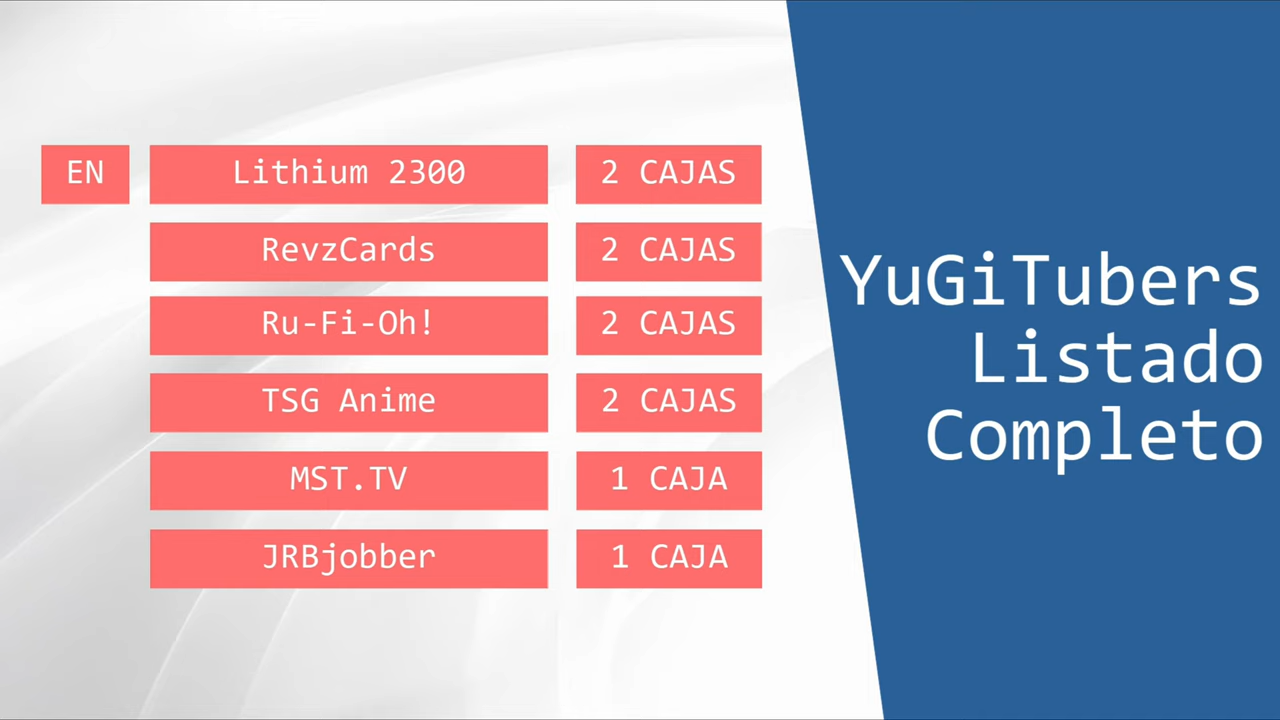 EN Lithium 2300 2 CAJAS
RevzCards 2 CAJAS
Ru-Fi-Oh! 2 CAJAS
TSG Anime 2 CAJAS
MST.TV 1 CAJA
JRBjobber 1 CAJA
YuGiTubers
Listado
Completo